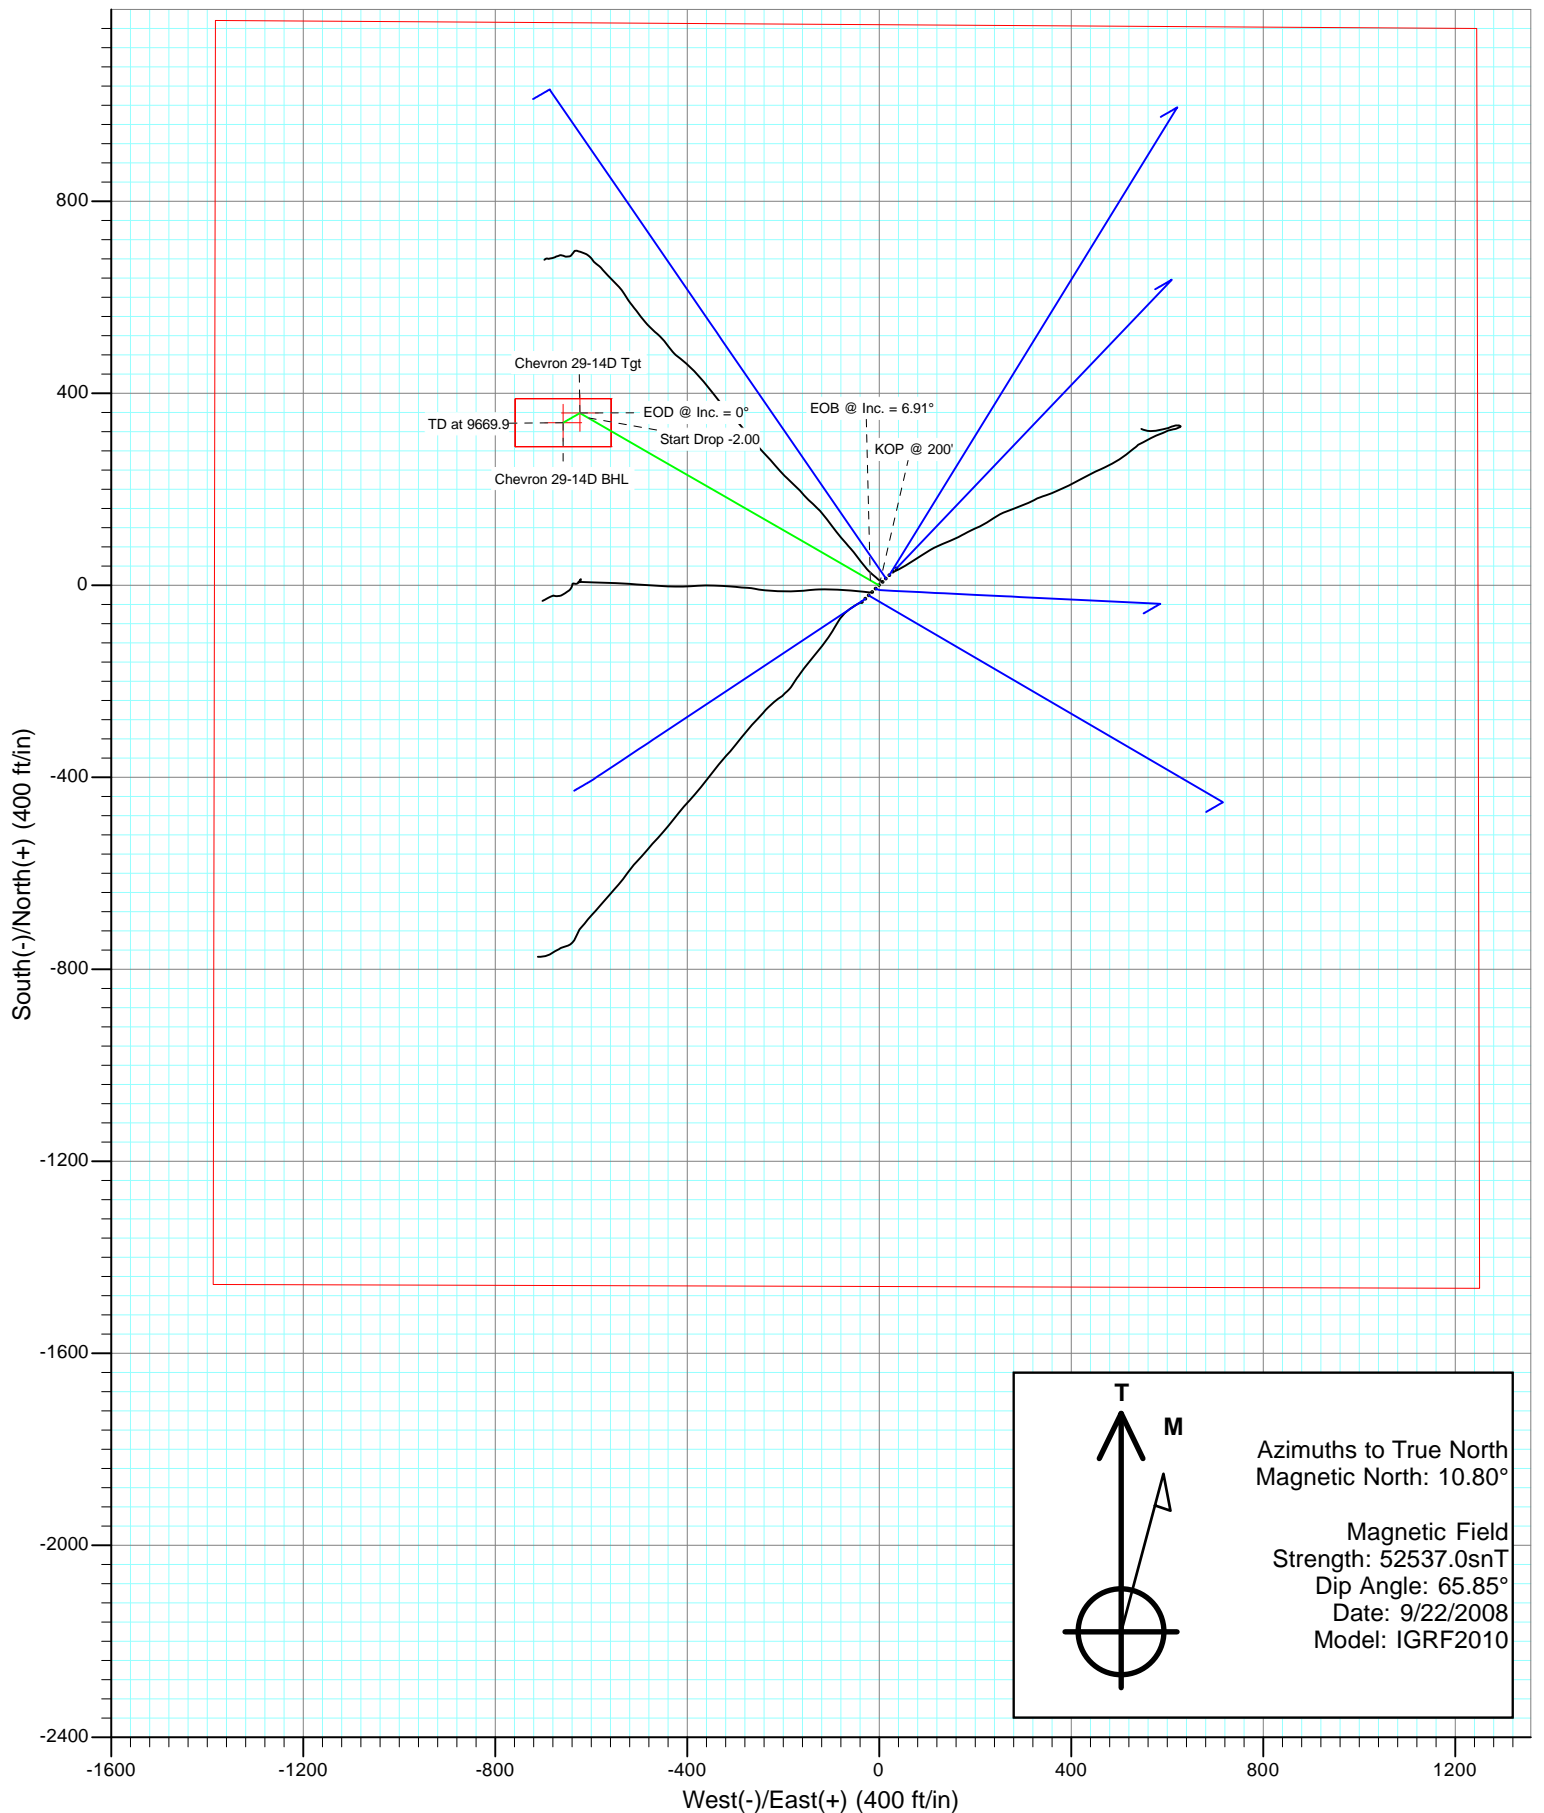 800
400
0
-400
-800
-1200
-1600
-2000
-2400
South(-)/North(+) (400 ft/in)
Chevron 29-14D Tgt
EOD @ Inc. = 0°
TD at 9669.9
Start Drop -2.00
Chevron 29-14D BHL
EOB @ Inc. = 6.91°
KOP @ 200'
T
M
Azimuths to True North
Magnetic North: 10.80°
Magnetic Field
Strength: 52537.0snT
Dip Angle: 65.85°
Date: 9/22/2008
Model: IGRF2010
-1600 -1200 -800 -400 0 400 800 1200
West(-)/East(+) (400 ft/in)